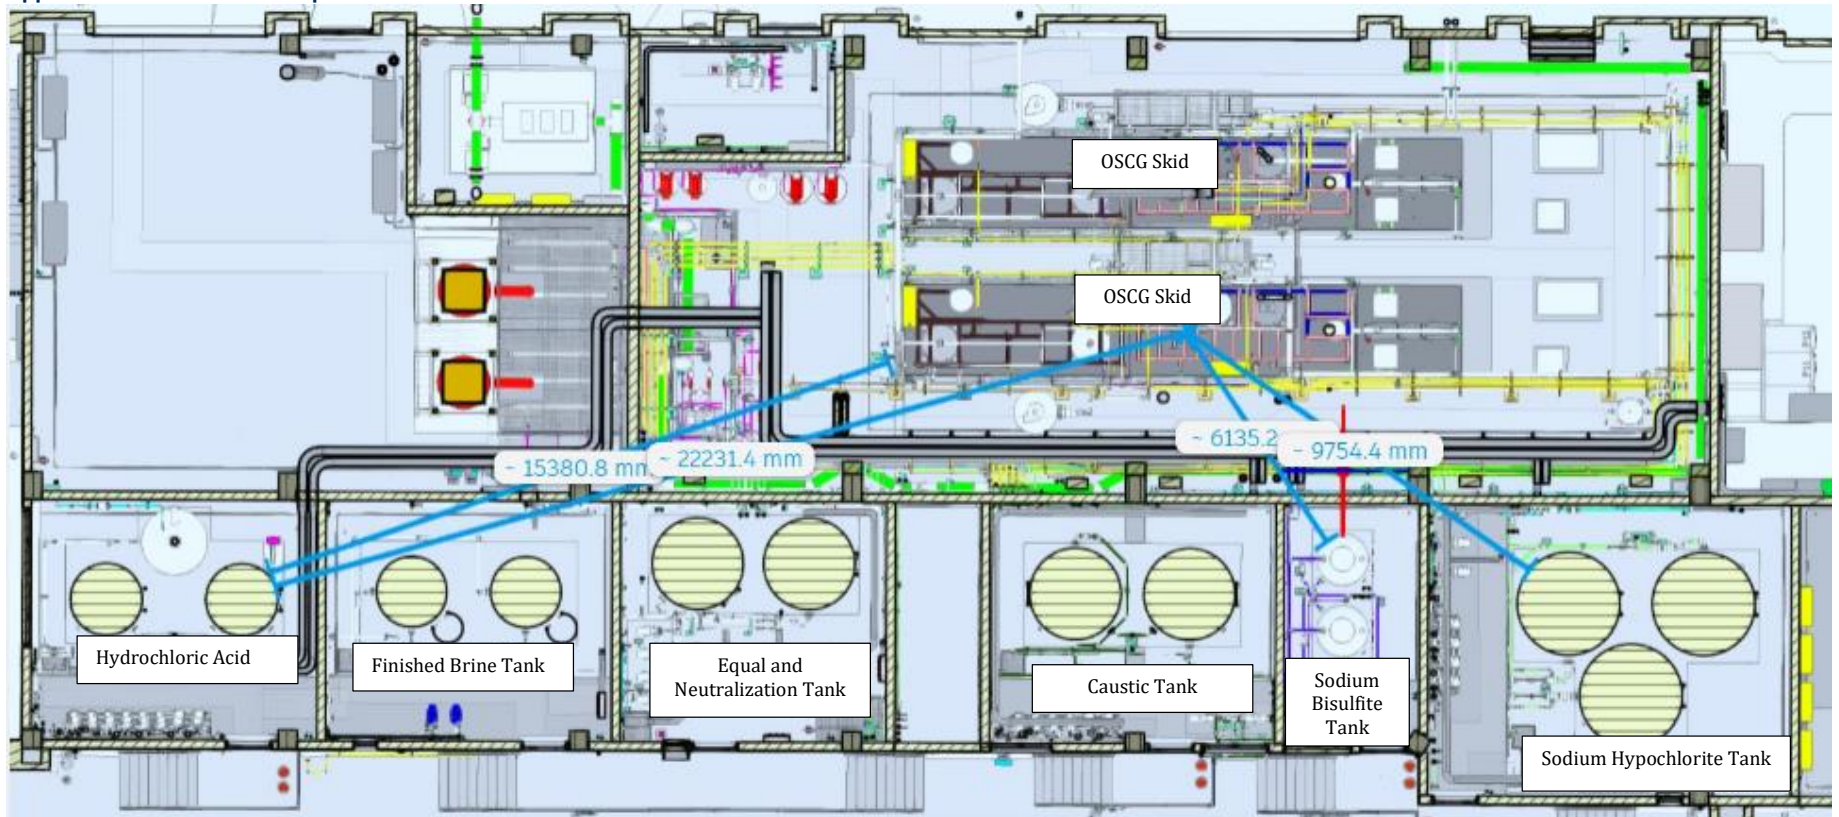 OSCG Skid
OSCG Skid
~ 6135.2
~ 9754.4 mm
~ 15380.8 mm
~ 22231.4 mm
Hydrochloric Acid
Finished Brine Tank
Equal and
Neutralization Tank
Caustic Tank
Sodium
Bisulfite
Tank
Sodium Hypochlorite Tank